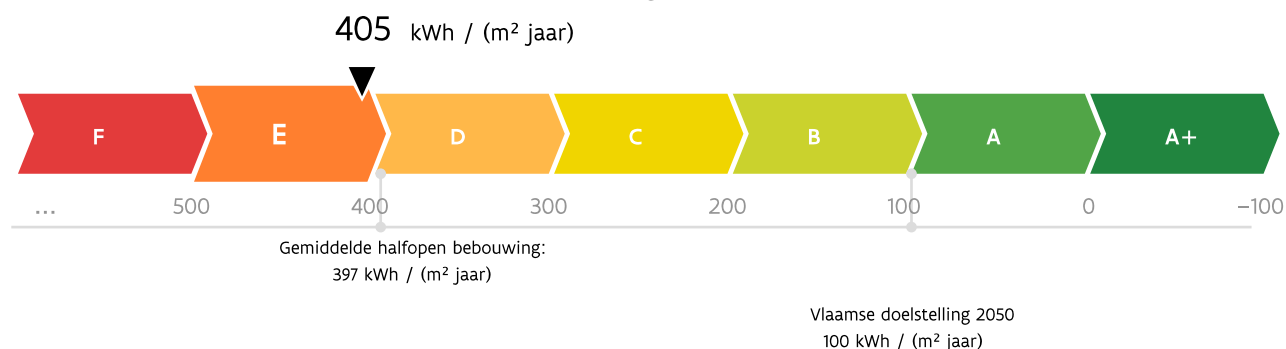 405 kWh / (m² jaar)
F E D C B A A+
... 500 400 300 200 100 0 −100
Gemiddelde halfopen bebouwing:
397 kWh / (m² jaar)
Vlaamse doelstelling 2050
100 kWh / (m² jaar)